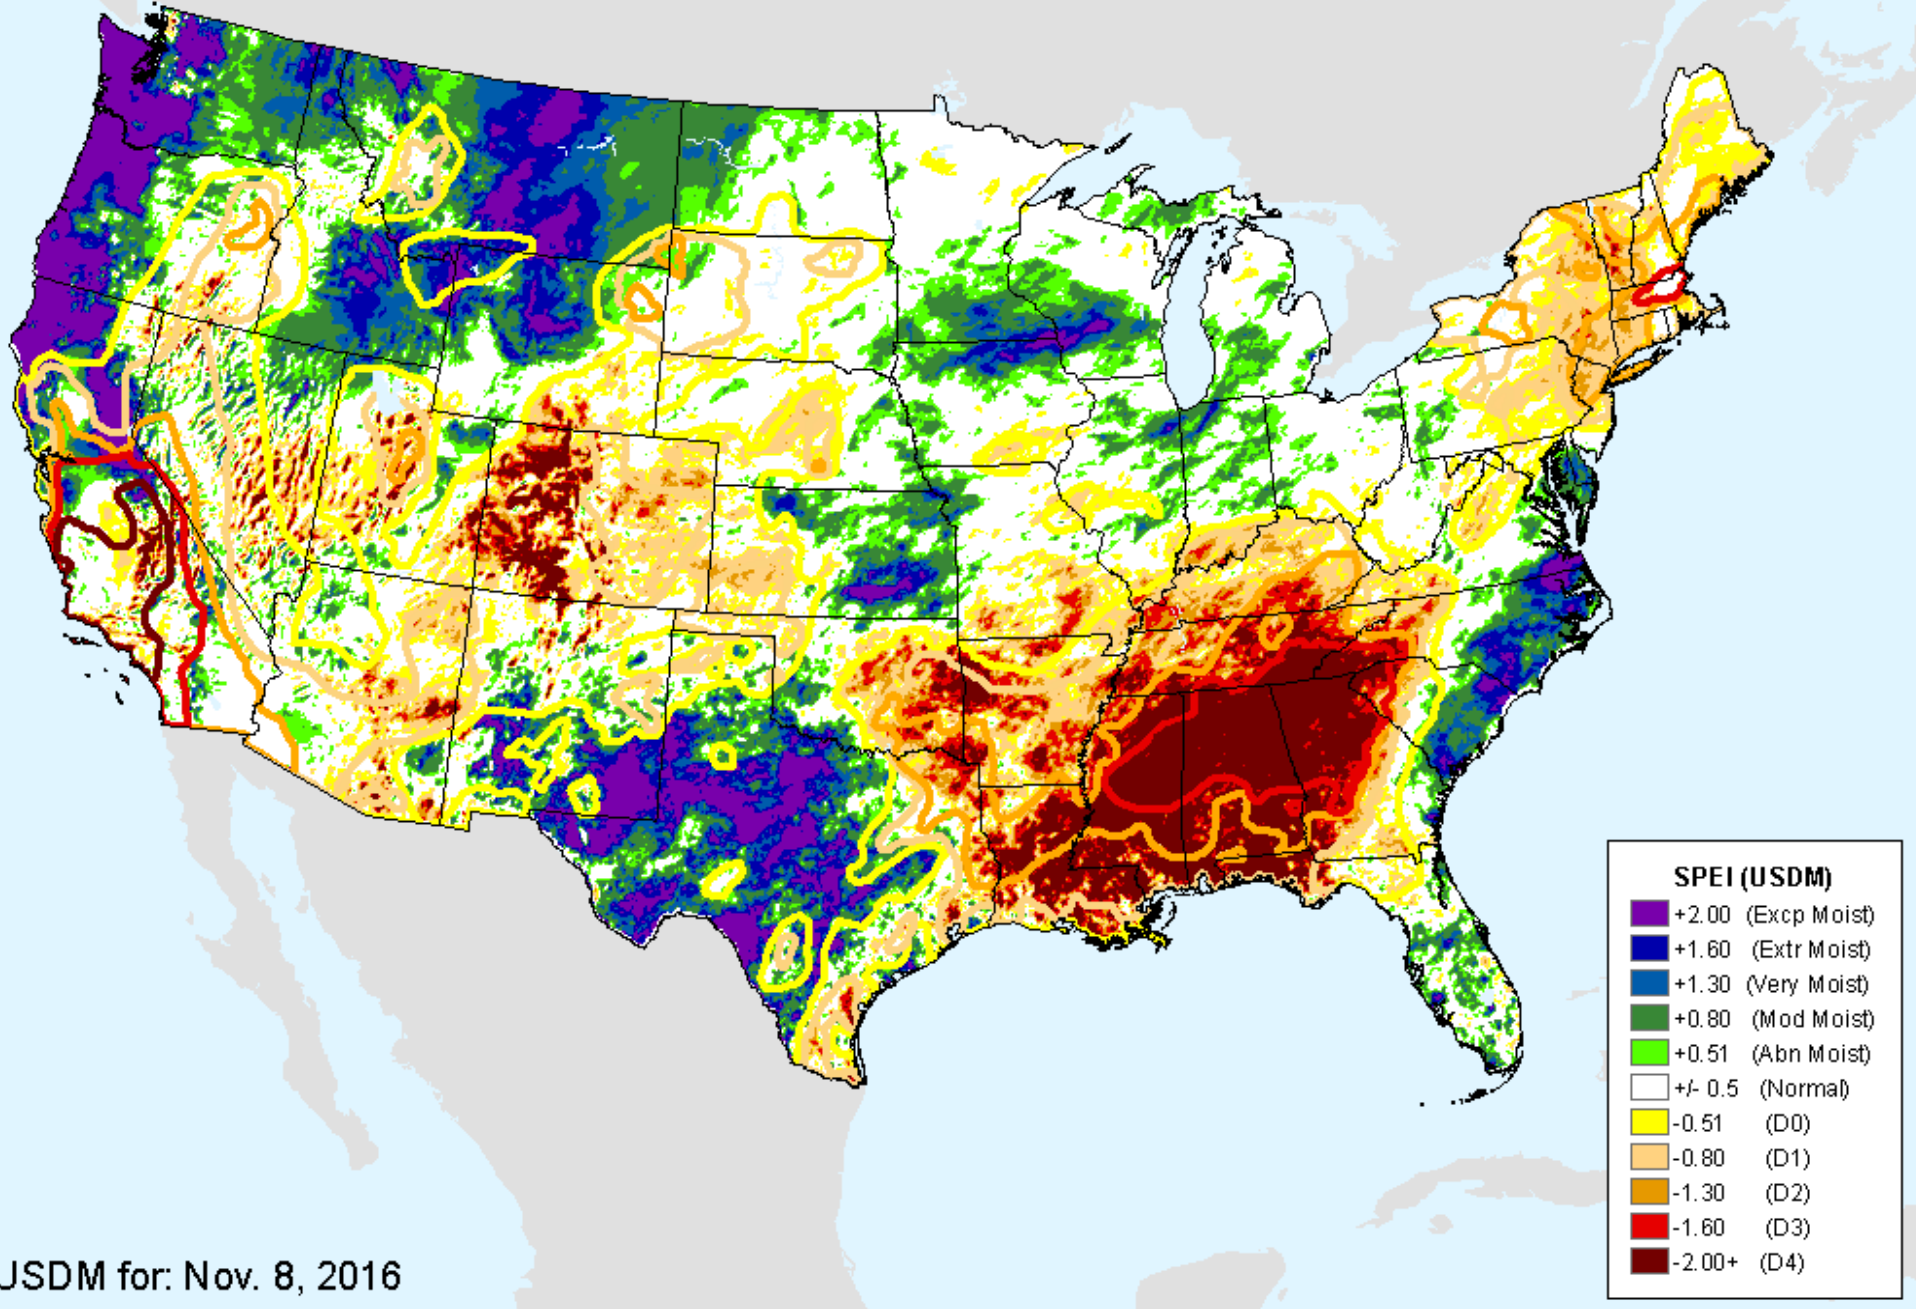 SPEI (USDM)
+2.00 (Excp Moist)
+1.60 (Extr Moist)
+1.30 (Very Moist)
+0.80 (Mod Moist)
+0.51 (Abn Moist)
+/- 0.5 (Normal)
-0.51 (D0)
-0.80 (D1)
-1.30 (D2)
-1.60 (D3)
-2.00+ (D4)
USDM for: Nov. 8, 2016